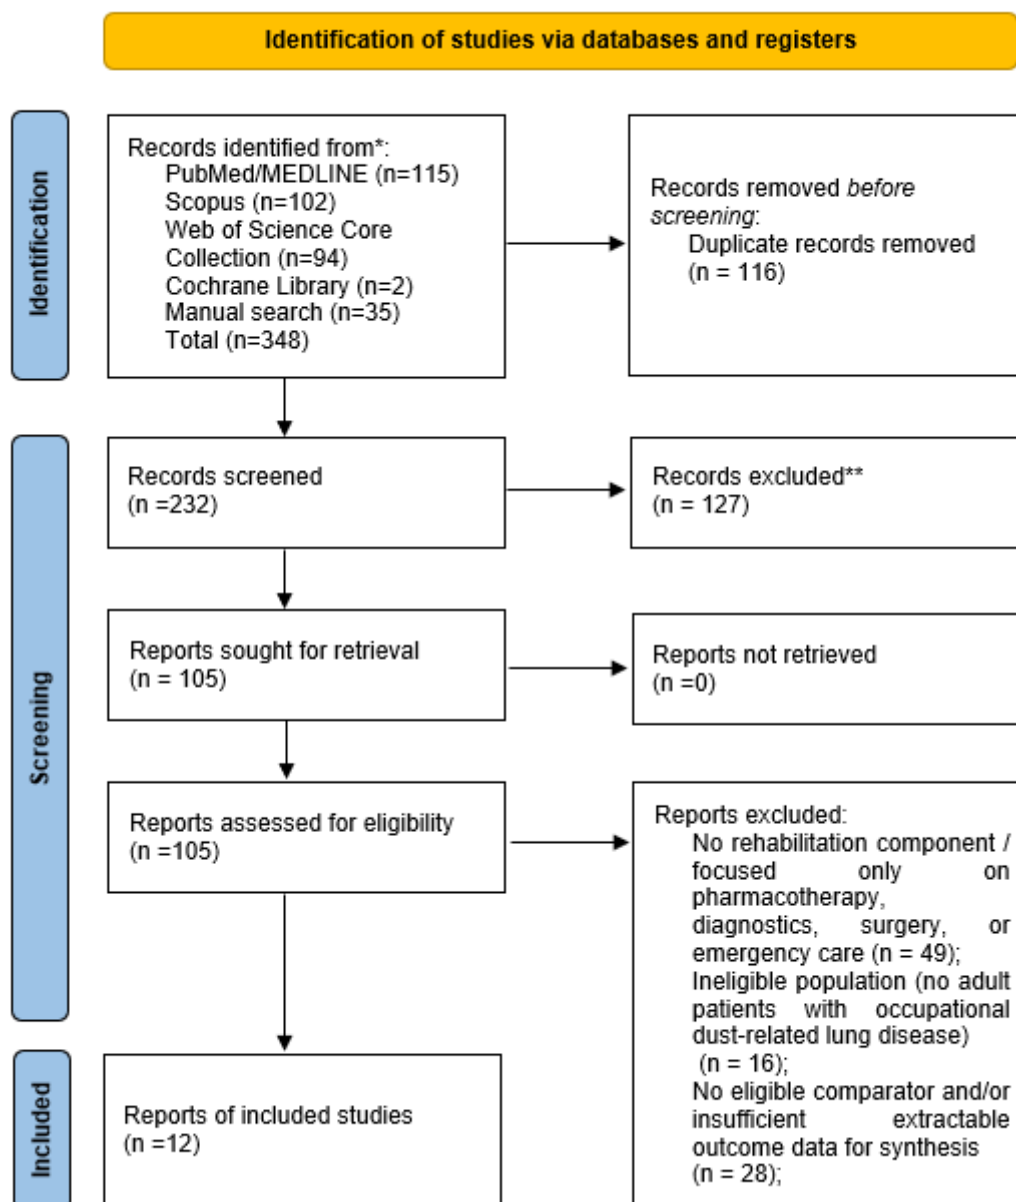 Identification of studies via databases and registers
Identification
Records identified from*:
PubMed/MEDLINE (n=115)
Scopus (n=102)
Web of Science Core
Collection (n=94)
Cochrane Library (n=2)
Manual search (n=35)
Total (n=348)
Records removed before
screening:
Duplicate records removed
(n = 116)
Screening
Records screened
(n =232)
Records excluded**
(n = 127)
Reports sought for retrieval
(n = 105)
Reports not retrieved
(n =0)
Reports assessed for eligibility
(n =105)
Reports excluded:
No rehabilitation component /
focused only on
pharmacotherapy,
diagnostics, surgery, or
emergency care (n = 49);
Ineligible population (no adult
patients with occupational
dust-related lung disease)
(n = 16);
No eligible comparator and/or
insufficient extractable
outcome data for synthesis
(n = 28);
Included
Reports of included studies
(n =12)